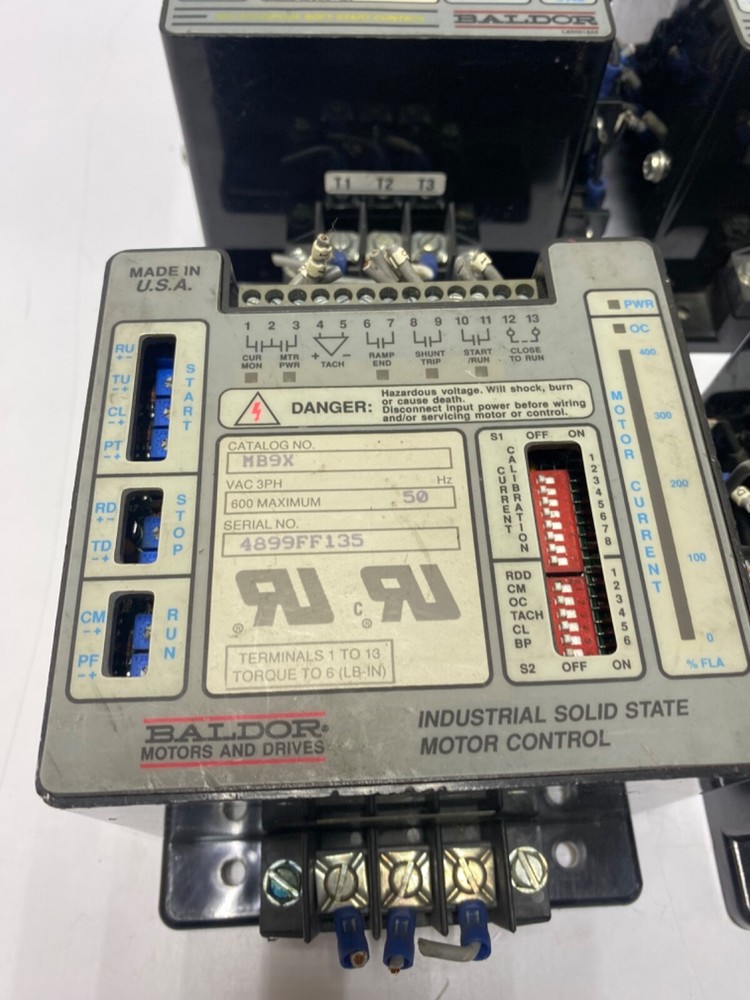 BALDOR
T1 T2 T3
MADE IN
U.S.A.
1 2 3 4 5 6 7 8 9 10 11 12 13
CUR
MON
MTR
PWR
+ - TACH
RAMP
END
SHUNT
TRIP
START
/RUN
CLOSE
TO RUN
PWR
OC
RU
- +
TU
- +
CL
- +
PT
- +
START
RD
- +
TD
- +
STOP
CM
- +
PF
- +
RUN
DANGER:
Hazardous voltage. Will shock, burn
or cause death.
Disconnect input power before wiring
and/or servicing motor or control.
CATALOG NO.
MB9X
VAC 3PH Hz
600 MAXIMUM 50
SERIAL NO.
4899FF135
UR ® C UR ®
TERMINALS 1 TO 13
TORQUE TO 6 (LB-IN)
S1 OFF ON
CURRENT
CALIBRATION
1
2
3
4
5
6
7
8
RDD
CM
OC
TACH
CL
BP
1
2
3
4
5
6
S2 OFF ON
MOTOR CURRENT
400
300
200
100
0
% FLA
BALDOR®
MOTORS AND DRIVES
INDUSTRIAL SOLID STATE
MOTOR CONTROL